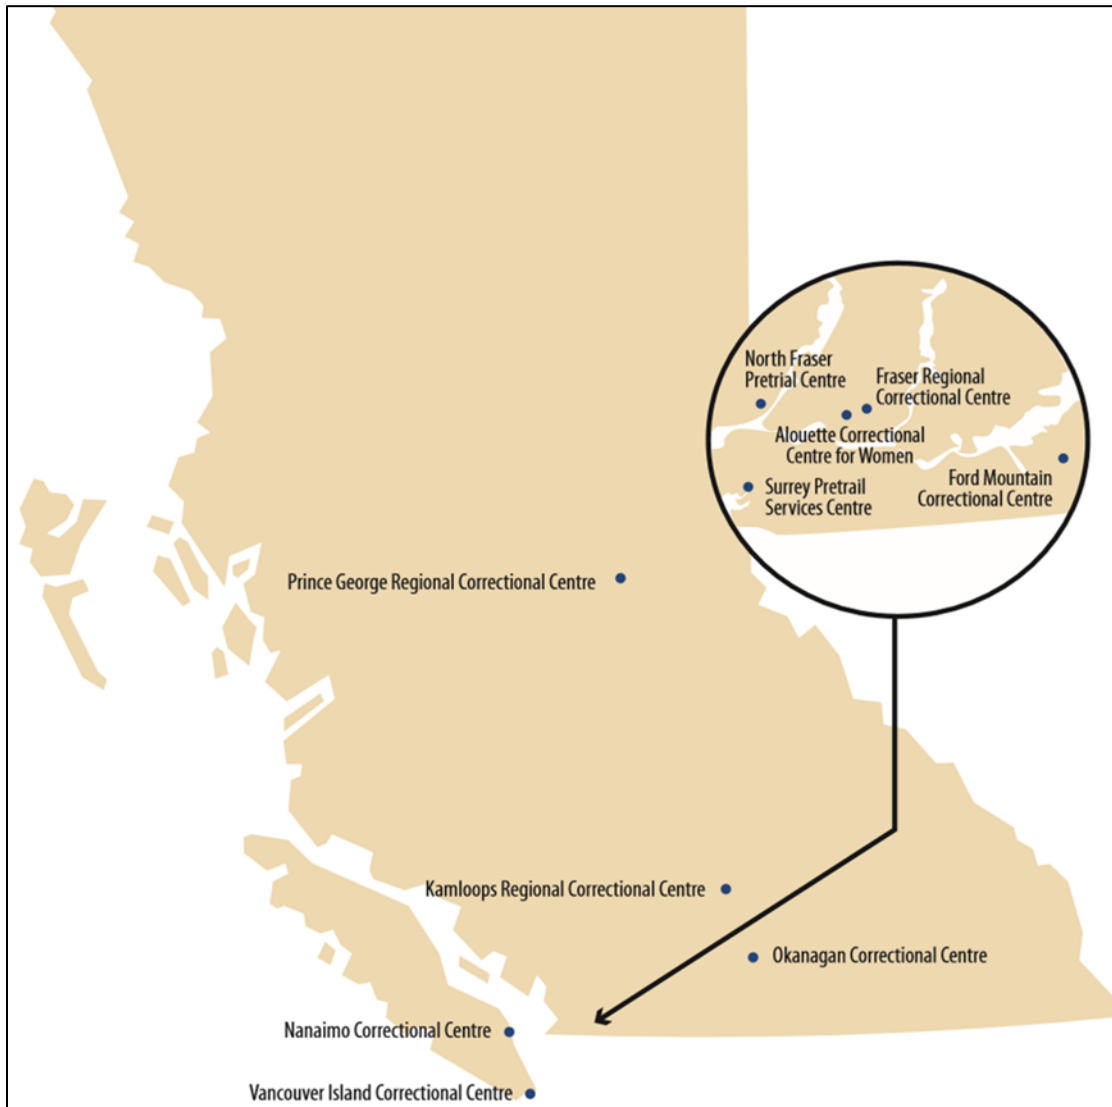 North Fraser
Pretrial Centre
Fraser Regional
Correctional Centre
Alouette Correctional
Centre for Women
Ford Mountain
Correctional Centre
Surrey Pretrail
Services Centre
Prince George Regional Correctional Centre
Kamloops Regional Correctional Centre
Okanagan Correctional Centre
Nanaimo Correctional Centre
Vancouver Island Correctional Centre